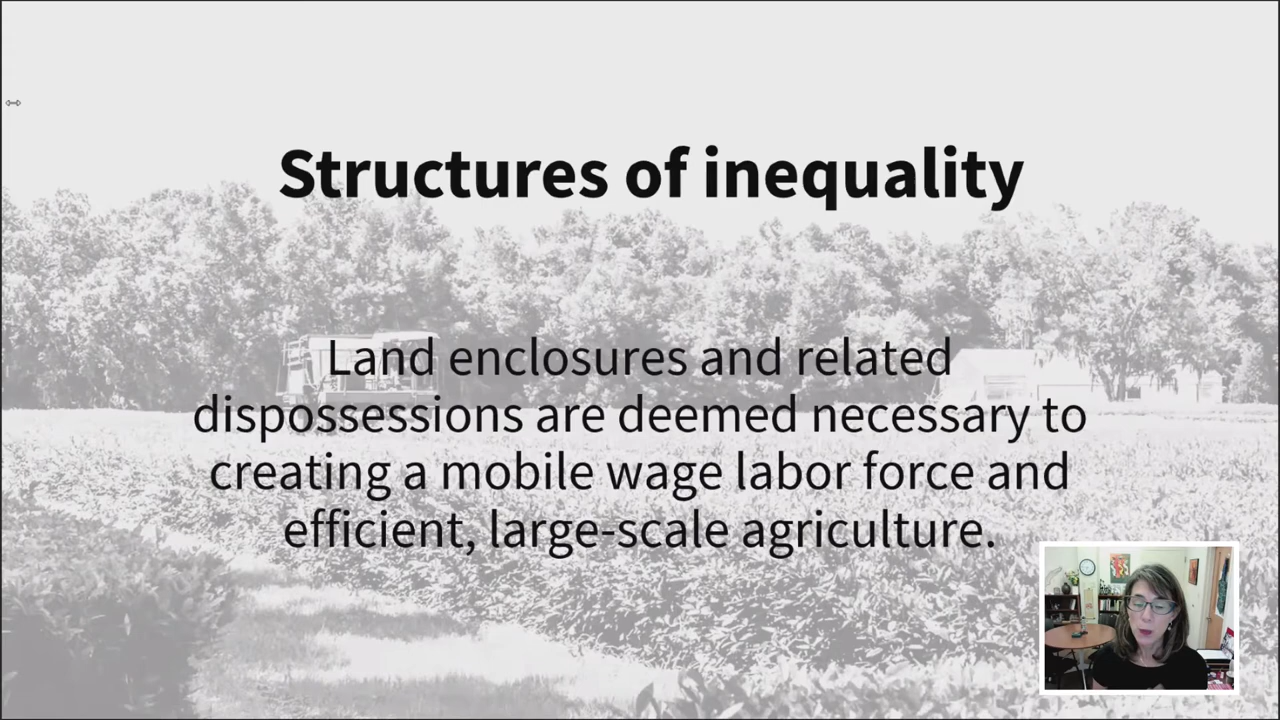 Structures of inequality
Land enclosures and related
dispossessions are deemed necessary to
creating a mobile wage labor force and
efficient, large-scale agriculture.